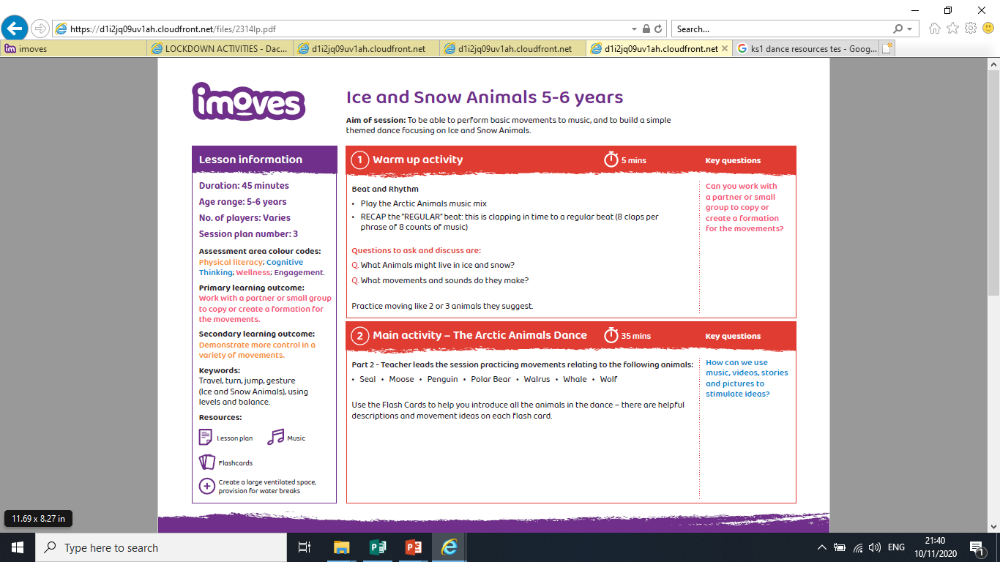 https://d1i2jq09uv1ah.cloudfront.net/files/2314lp.pdf
Search...
imoves
LOCKDOWN ACTIVITIES - Dac...
d1i2jq09uv1ah.cloudfront.net
d1i2jq09uv1ah.cloudfront.net
d1i2jq09uv1ah.cloudfront.net
ks1 dance resources tes - Goog...
imoves
Ice and Snow Animals 5-6 years
Aim of session: To be able to perform basic movements to music, and to build a simple
themed dance focusing on Ice and Snow Animals.
Lesson information
Duration: 45 minutes
Age range: 5-6 years
No. of players: Varies
Session plan number: 3
Assessment area colour codes:
Physical literacy; Cognitive
Thinking; Wellness; Engagement.
Primary learning outcome:
Work with a partner or small group
to copy or create a formation for
the movements.
Secondary learning outcome:
Demonstrate more control in a
variety of movements.
Keywords:
Travel, turn, jump, gesture
(Ice and Snow Animals), using
levels and balance.
Resources:
Lesson plan
Music
Flashcards
Create a large ventilated space,
provision for water breaks
1 Warm up activity
5 mins
Key questions
Beat and Rhythm
• Play the Arctic Animals music mix
• RECAP the "REGULAR" beat: this is clapping in time to a regular beat (8 claps per
phrase of 8 counts of music)
Questions to ask and discuss are:
Q. What Animals might live in ice and snow?
Q. What movements and sounds do they make?
Practice moving like 2 or 3 animals they suggest.
Can you work with
a partner or small
group to copy or
create a formation
for the movements?
2 Main activity – The Arctic Animals Dance
35 mins
Key questions
Part 2 - Teacher leads the session practicing movements relating to the following animals:
• Seal • Moose • Penguin • Polar Bear • Walrus • Whale • Wolf
Use the Flash Cards to help you introduce all the animals in the dance – there are helpful
descriptions and movement ideas on each flash card.
How can we use
music, videos, stories
and pictures to
stimulate ideas?
11.69 x 8.27 in
Type here to search
ENG
21:40
10/11/2020
1